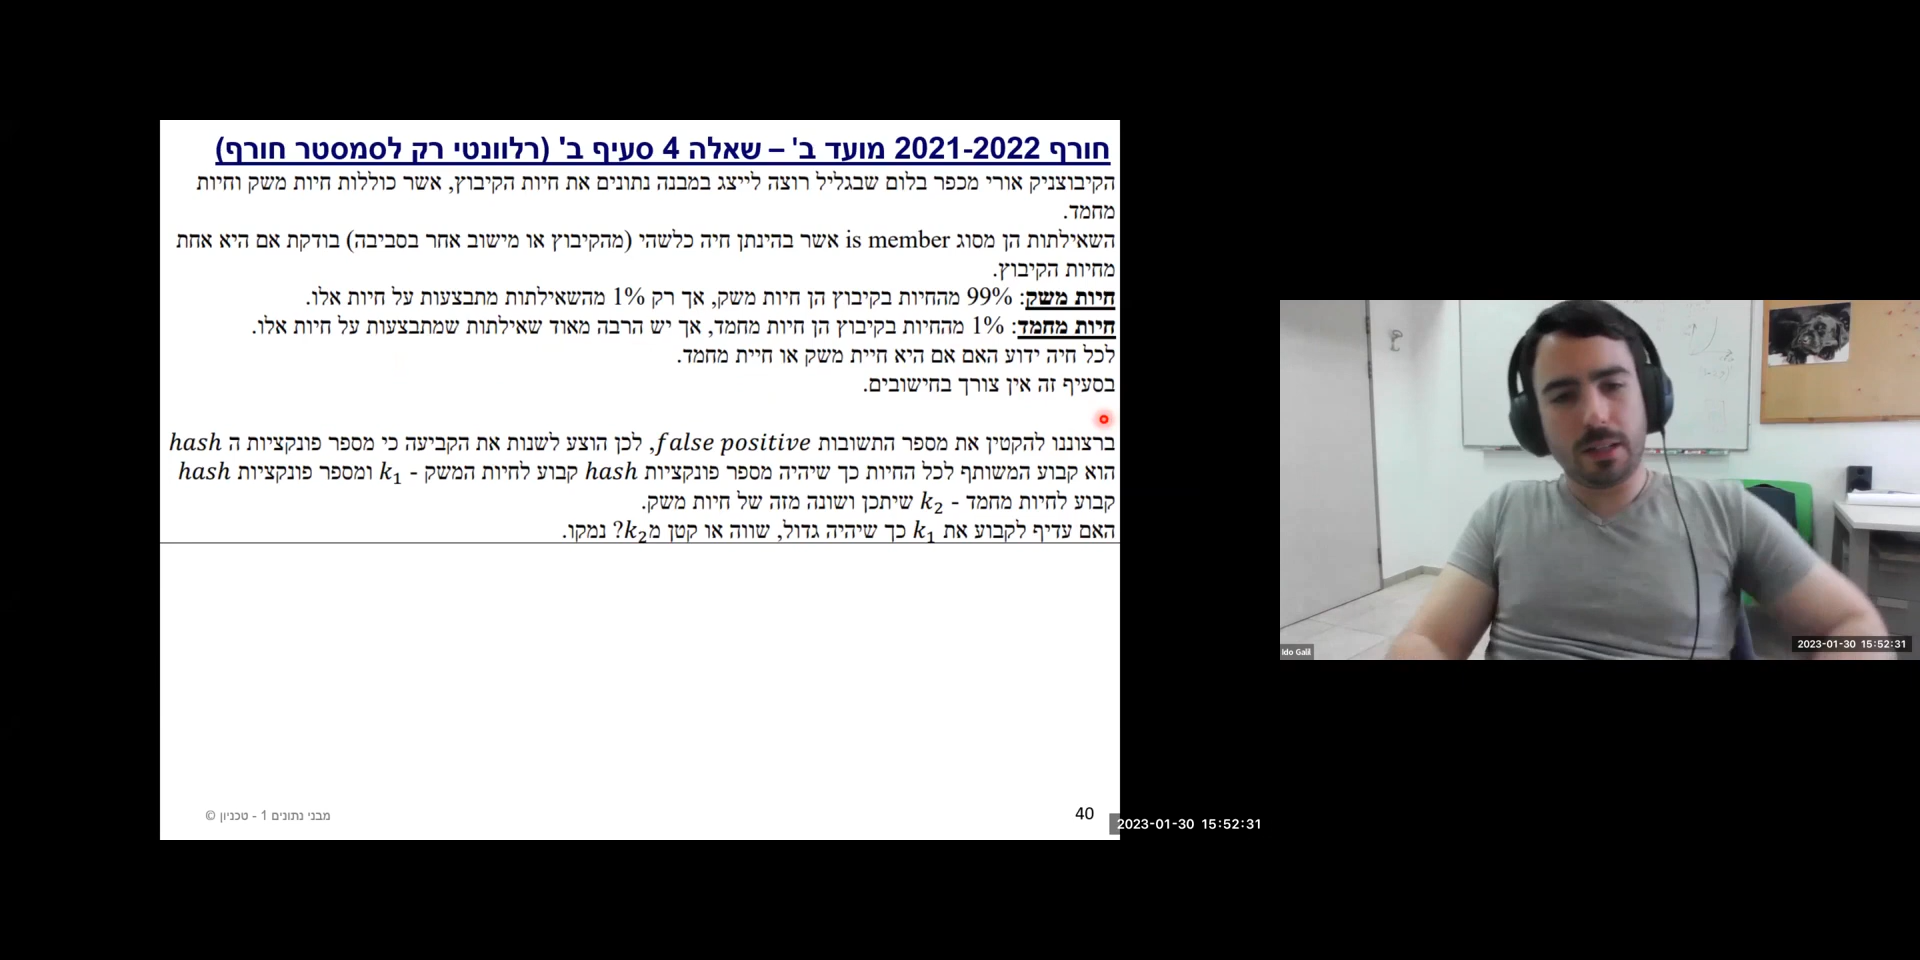 חורף 2021-2022 מועד ב' – שאלה 4 סעיף ב' (רלוונטי רק לסמסטר חורף)
הקיבוצניק אורי מכפר בלום שבגליל רוצה לייצג במבנה נתונים את חיות הקיבוץ, אשר כוללות חיות משק וחיות
מחמד.
השאילתות הן מסוג is member אשר בהינתן חיה כלשהי (מהקיבוץ או מישוב אחר בסביבה) בודקת אם היא אחת
מחיות הקיבוץ.
חיות משק: 99% מהחיות בקיבוץ הן חיות משק, אך רק 1% מהשאילתות מתבצעות על חיות אלו.
חיות מחמד: 1% מהחיות בקיבוץ הן חיות מחמד, אך יש הרבה מאוד שאילתות שמתבצעות על חיות אלו.
לכל חיה ידוע האם אם היא חיית משק או חיית מחמד.
בסעיף זה אין צורך בחישובים.
ברצוננו להקטין את מספר התשובות false positive, לכן הוצע לשנות את הקביעה כי מספר פונקציות ה hash
הוא קבוע המשותף לכל החיות כך שיהיה מספר פונקציות hash קבוע לחיות המשק - k₁ ומספר פונקציות hash
קבוע לחיות מחמד - k₂ שיתכן ושונה מזה של חיות משק.
האם עדיף לקבוע את k₁ כך שיהיה גדול, שווה או קטן מk₂? נמקו.
מבני נתונים 1 - טכניון ©
40
2023-01-30 15:52:31
Ido Galil
2023-01-30 15:52:31